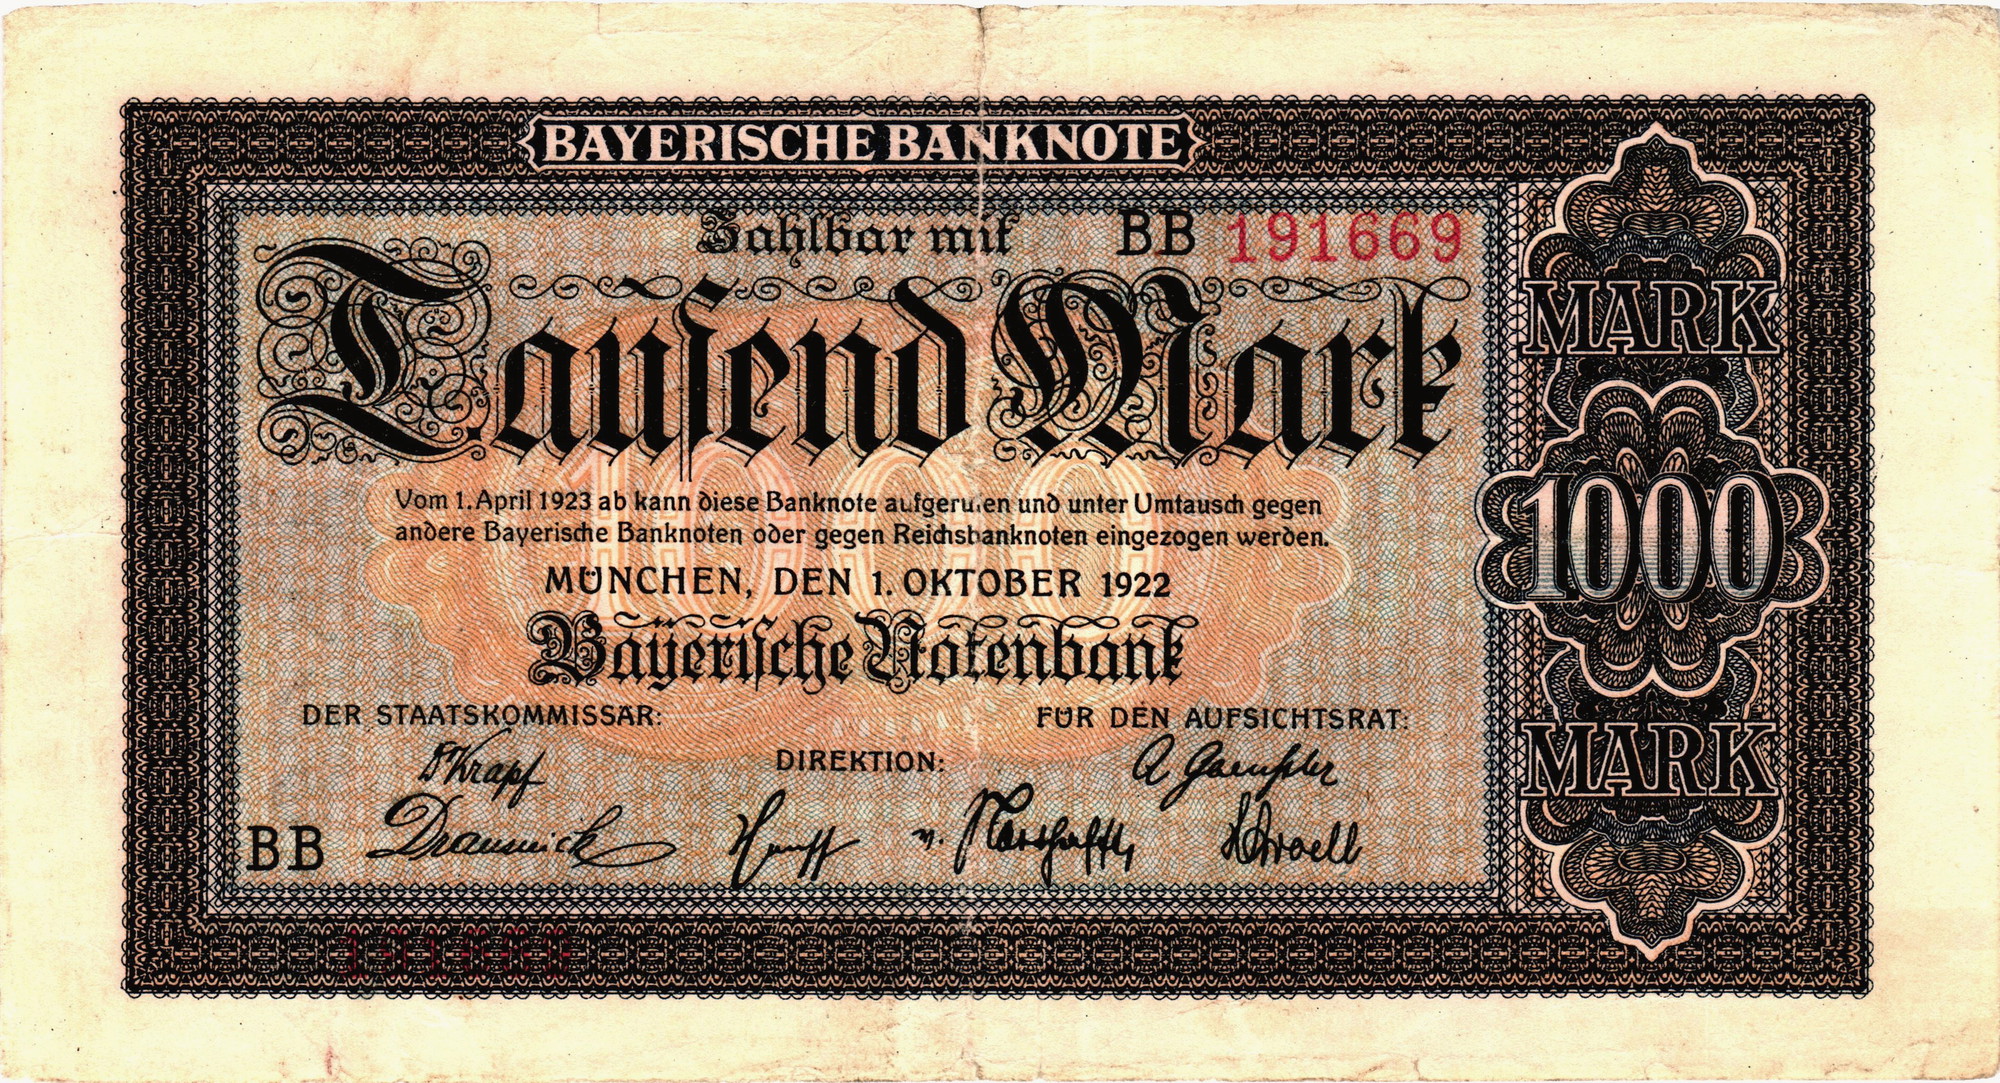 BAYERISCHE BANKNOTE
Zahlbar mit BB 191669
Tausend Mark
Vom 1. April 1923 ab kann diese Banknote aufgerufen und unter Umtausch gegen
andere Bayerische Banknoten oder gegen Reichsbanknoten eingezogen werden.
MÜNCHEN, DEN 1. OKTOBER 1922
Bayerische Notenbank
DER STAATSKOMMISSÄR:
FÜR DEN AUFSICHTSRAT:
DIREKTION:
BB
MARK
1000
MARK
1000
191669